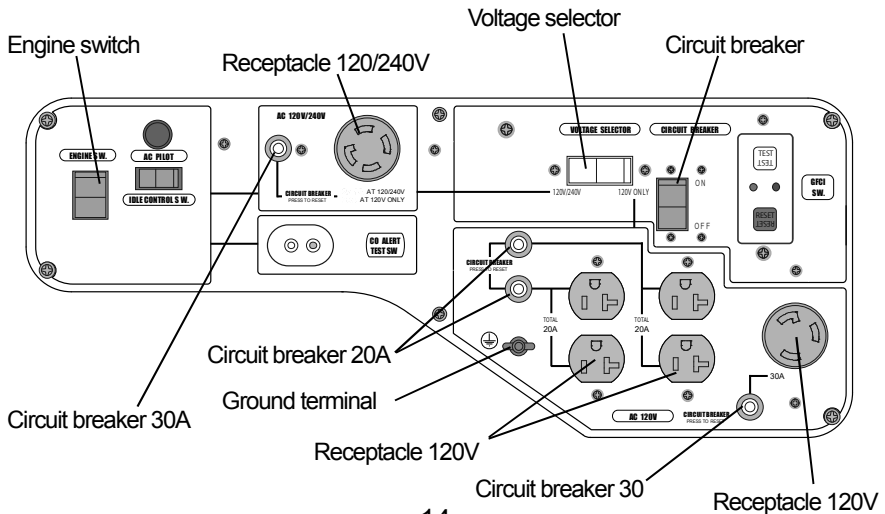 Voltage selector
Engine switch
Circuit breaker
Receptacle 120/240V
AC 120V/240V
VOLTAGE SELECTOR
CIRCUIT BREAKER
TEST
TEST
ENGINE SW.
AC PILOT
ON
GFCI
SW.
120V/240V
120V ONLY
IDLE CONTROL S W.
CIRCUIT BREAKER
PRESS TO RESET
AT 120/240V
AT 120V ONLY
RESET
RESET
OFF
CO ALERT
TEST SW
CIRCUIT BREAKER
PRESS TO RESET
TOTAL
20A
TOTAL
20A
Circuit breaker 20A
30A
Ground terminal
Circuit breaker 30A
AC 120V
CIRCUIT BREAKER
PRESS TO RESET
Receptacle 120V
Circuit breaker 30
Receptacle 120V